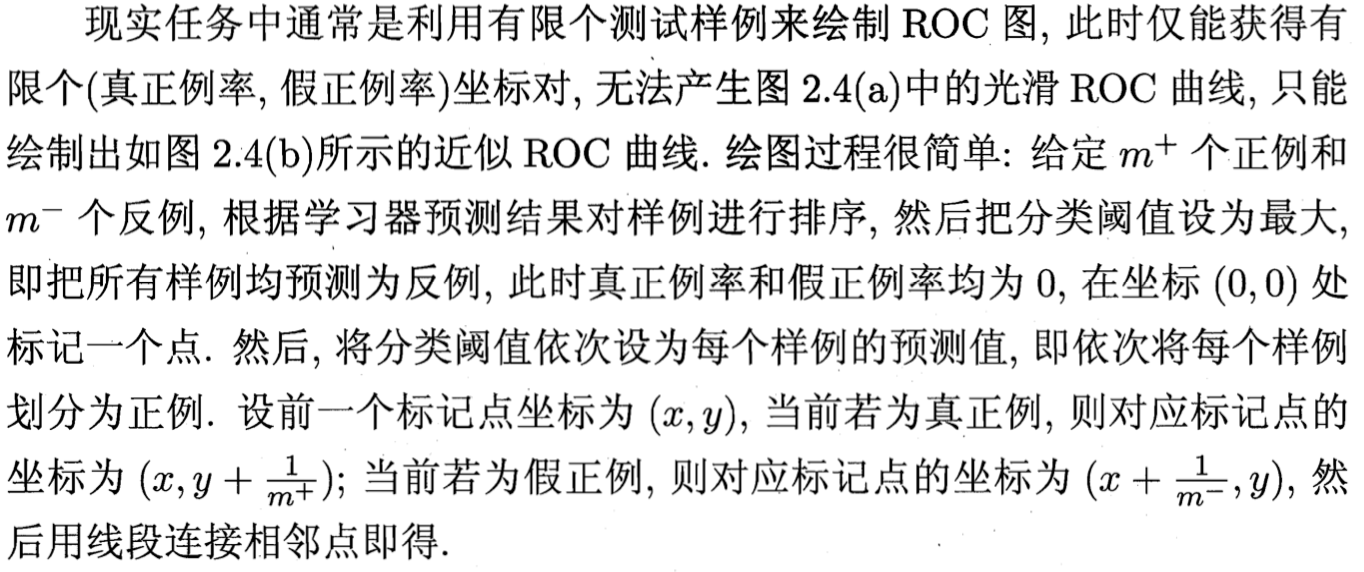 现实任务中通常是利用有限个测试样例来绘制 ROC 图, 此时仅能获得有
限个(真正例率, 假正例率)坐标对, 无法产生图 2.4(a)中的光滑 ROC 曲线, 只能
绘制出如图 2.4(b)所示的近似 ROC 曲线. 绘图过程很简单: 给定 $m^+$ 个正例和
$m^-$ 个反例, 根据学习器预测结果对样例进行排序, 然后把分类阈值设为最大,
即把所有样例均预测为反例, 此时真正例率和假正例率均为 0, 在坐标 (0,0) 处
标记一个点. 然后, 将分类阈值依次设为每个样例的预测值, 即依次将每个样例
划分为正例. 设前一个标记点坐标为 $(x,y)$, 当前若为真正例, 则对应标记点的
坐标为 $(x, y+\frac{1}{m^+})$; 当前若为假正例, 则对应标记点的坐标为 $(x+\frac{1}{m^-}, y)$, 然
后用线段连接相邻点即得.